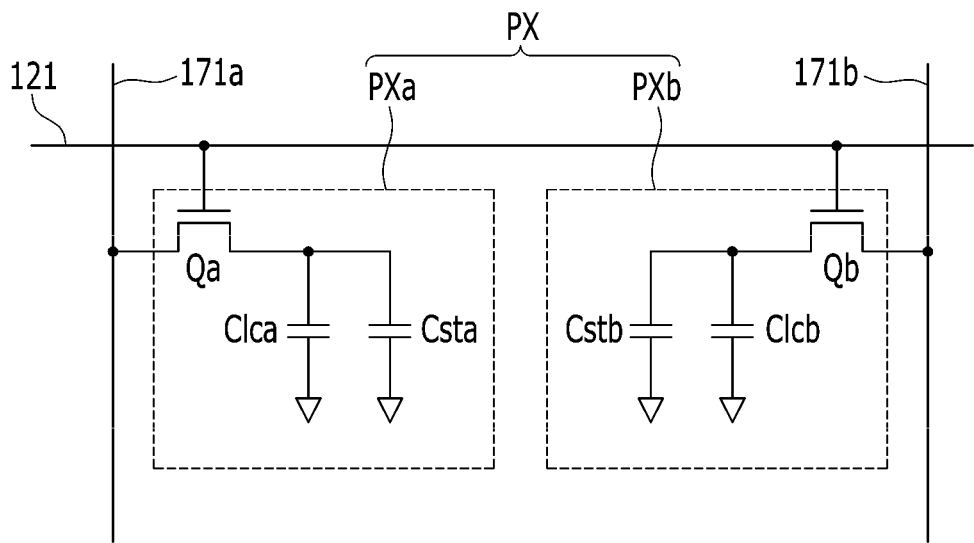 PX
121
171a
PXa
PXb
171b
Qa
Qb
Clca
Csta
Cstb
Clcb